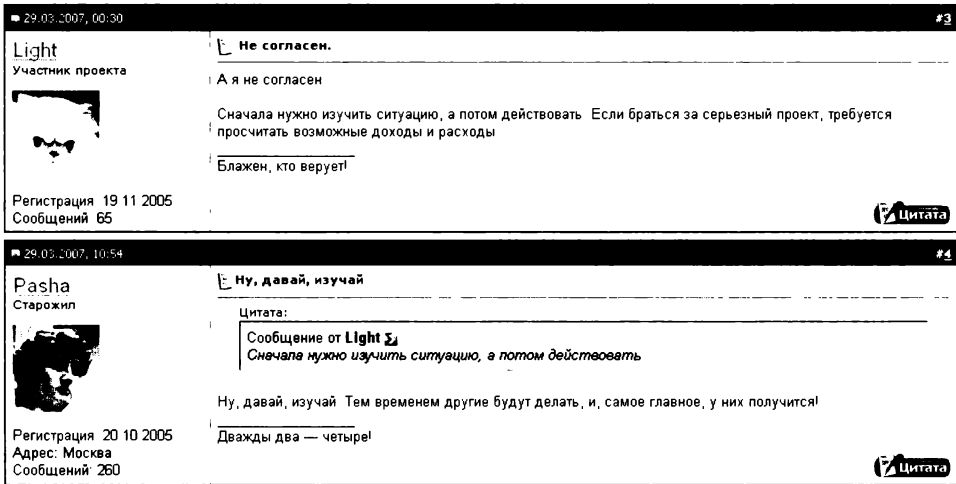 29.03.2007, 00:30 #3
Light
Участник проекта
Не согласен.
А я не согласен
Сначала нужно изучить ситуацию, а потом действовать Если браться за серьезный проект, требуется
просчитать возможные доходы и расходы
Блажен, кто верует!
Регистрация 19 11 2005
Сообщений 65
Цитата
29.03.2007, 10:54 #4
Pasha
Старожил
Ну, давай, изучай
Цитата:
Сообщение от Light
Сначала нужно изучить ситуацию, а потом действовать
Ну, давай, изучай Тем временем другие будут делать, и, самое главное, у них получится!
Дважды два — четыре!
Регистрация 20 10 2005
Адрес: Москва
Сообщений: 260
Цитата